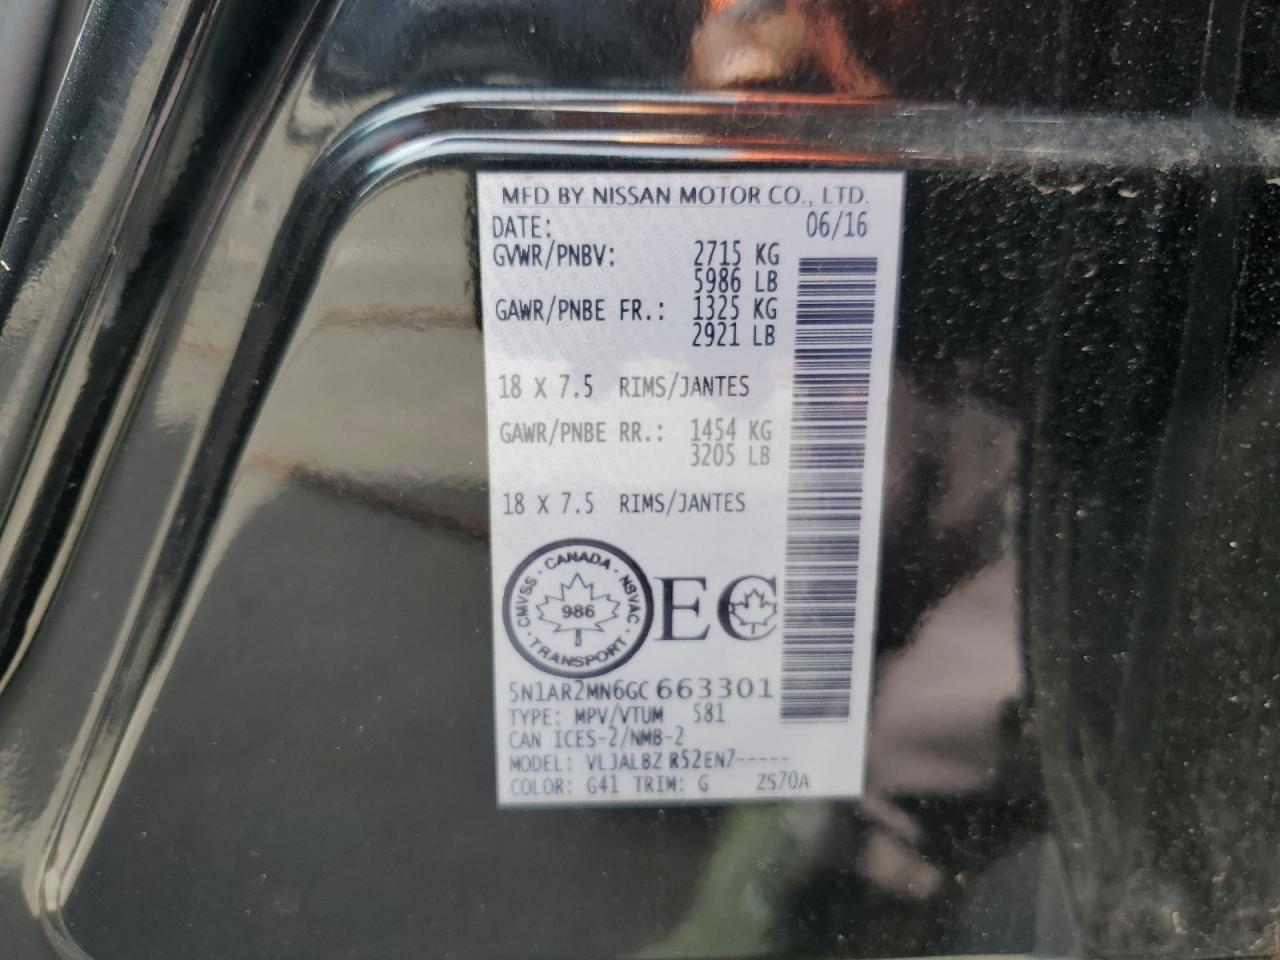 MFD BY NISSAN MOTOR CO., LTD.
DATE: 06/16
GVWR/PNBV: 2715 KG
5986 LB
GAWR/PNBE FR.: 1325 KG
2921 LB
18 X 7.5 RIMS/JANTES
GAWR/PNBE RR.: 1454 KG
3205 LB
18 X 7.5 RIMS/JANTES
CANADA · NSVAC · TRANSPORT · CMVSS ·
986
EC
5N1AR2MN6GC663301
TYPE: MPV/VTUM 581
CAN ICES-2/NMB-2
MODEL: VLJALBZ R52EN7-----
COLOR: G41 TRIM: G ZS70A